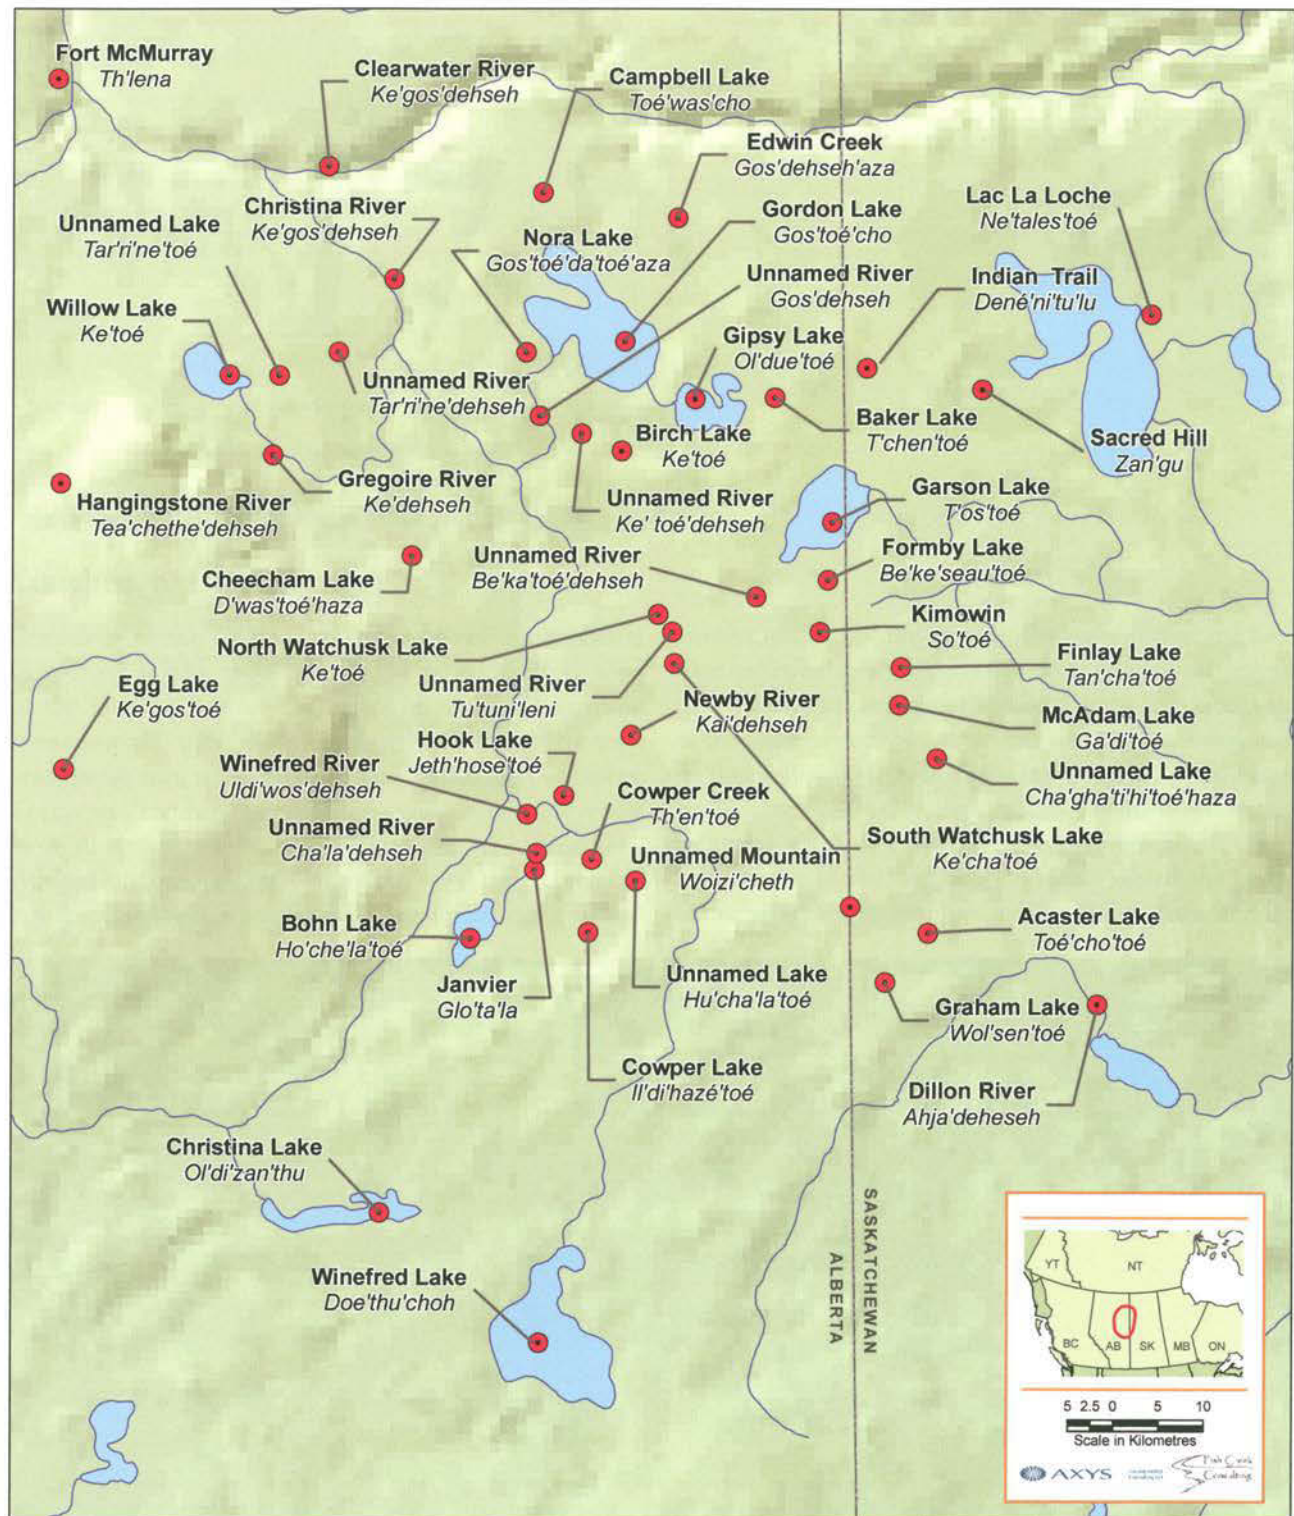 Fort McMurray
Th'lena
Clearwater River
Ke'gos'dehseh
Campbell Lake
Toé'was'cho
Edwin Creek
Gos'dehseh'aza
Lac La Loche
Ne'tales'toé
Christina River
Ke'gos'dehseh
Gordon Lake
Gos'toé'cho
Unnamed Lake
Tar'ri'ne'toé
Nora Lake
Gos'toé'da'toé'aza
Unnamed River
Gos'dehseh
Indian Trail
Dené'ni'tu'lu
Willow Lake
Ke'toé
Gipsy Lake
Ol'due'toé
Unnamed River
Tar'ri'ne'dehseh
Baker Lake
T'chen'toé
Birch Lake
Ke'toé
Sacred Hill
Zan'gu
Gregoire River
Ke'dehseh
Hangingstone River
Tea'chethe'dehseh
Unnamed River
Ke' toé'dehseh
Garson Lake
T'os'toé
Unnamed River
Be'ka'toé'dehseh
Formby Lake
Be'ke'seau'toé
Cheecham Lake
D'was'toé'haza
Kimowin
So'toé
North Watchusk Lake
Ke'toé
Finlay Lake
Tan'cha'toé
Egg Lake
Ke'gos'toé
Unnamed River
Tu'tuni'leni
Newby River
Kai'dehseh
McAdam Lake
Ga'di'toé
Hook Lake
Jeth'hose'toé
Winefred River
Uldi'wos'dehseh
Unnamed Lake
Cha'gha'ti'hi'toé'haza
Cowper Creek
Th'en'toé
Unnamed River
Cha'la'dehseh
South Watchusk Lake
Ke'cha'toé
Unnamed Mountain
Woizi'cheth
Bohn Lake
Ho'che'la'toé
Acaster Lake
Toé'cho'toé
Janvier
Glo'ta'la
Unnamed Lake
Hu'cha'la'toé
Graham Lake
Wol'sen'toé
Cowper Lake
Il'di'hazé'toé
Dillon River
Ahja'deheseh
Christina Lake
Ol'di'zan'thu
Winefred Lake
Doe'thu'choh
ALBERTA
SASKATCHEWAN
YT
NT
BC
AB
SK
MB
ON
5 2.5 0 5 10
Scale in Kilometres
AXYS
Fish Creek
Consulting